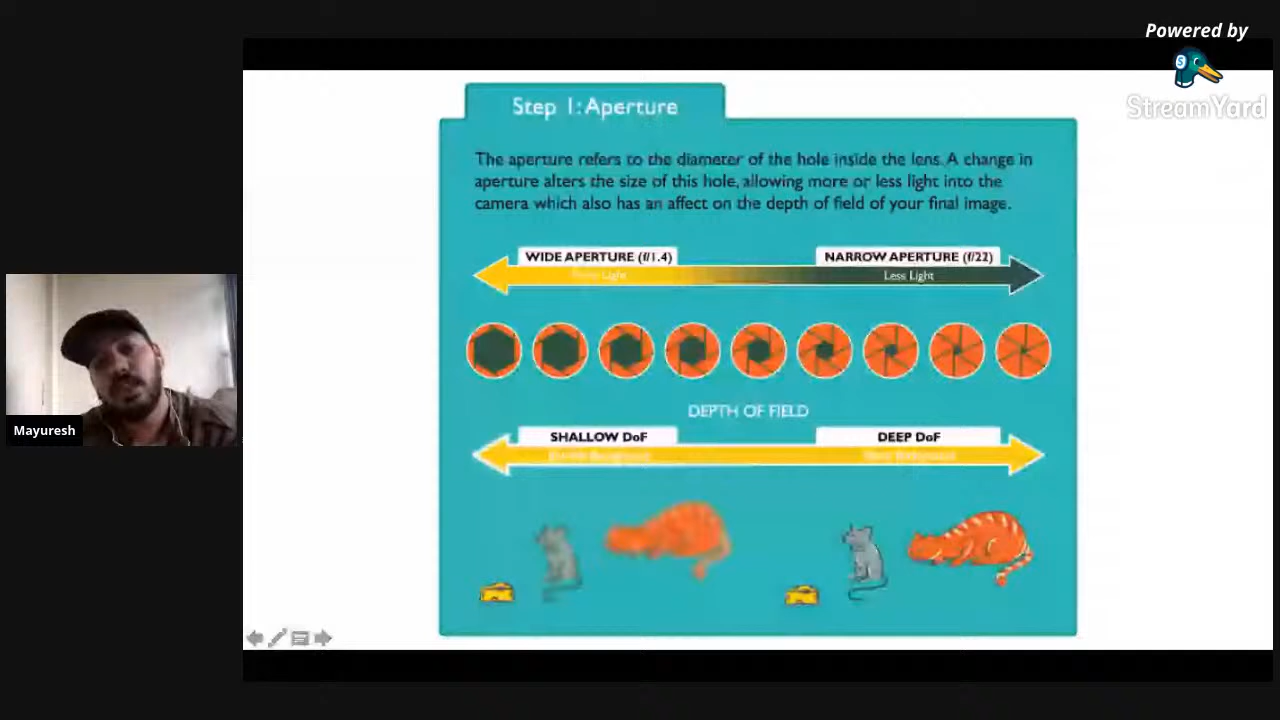 Powered by
StreamYard
Step 1: Aperture
The aperture refers to the diameter of the hole inside the lens. A change in
aperture alters the size of this hole, allowing more or less light into the
camera which also has an affect on the depth of field of your final image.
WIDE APERTURE (f/1.4) NARROW APERTURE (f/22)
Light Less Light
DEPTH OF FIELD
SHALLOW DoF DEEP DoF
Mayuresh